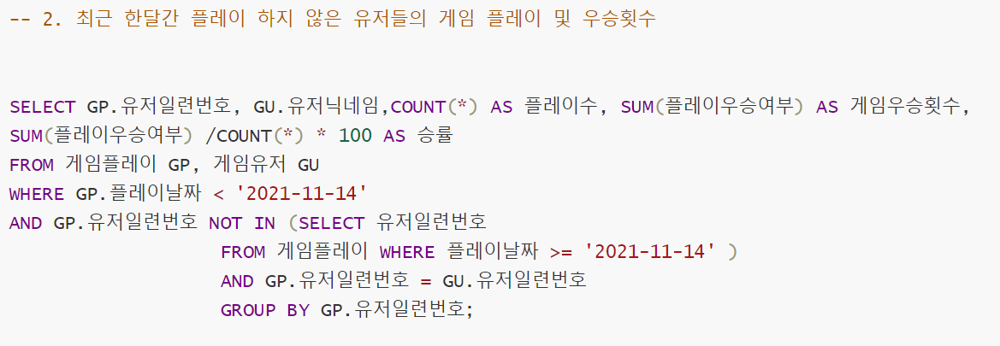 -- 2. 최근 한달간 플레이 하지 않은 유저들의 게임 플레이 및 우승횟수
SELECT GP.유저일련번호, GU.유저닉네임,COUNT(*) AS 플레이수, SUM(플레이우승여부) AS 게임우승횟수,
SUM(플레이우승여부) /COUNT(*) * 100 AS 승률
FROM 게임플레이 GP, 게임유저 GU
WHERE GP.플레이날짜 < '2021-11-14'
AND GP.유저일련번호 NOT IN (SELECT 유저일련번호
FROM 게임플레이 WHERE 플레이날짜 >= '2021-11-14' )
AND GP.유저일련번호 = GU.유저일련번호
GROUP BY GP.유저일련번호;